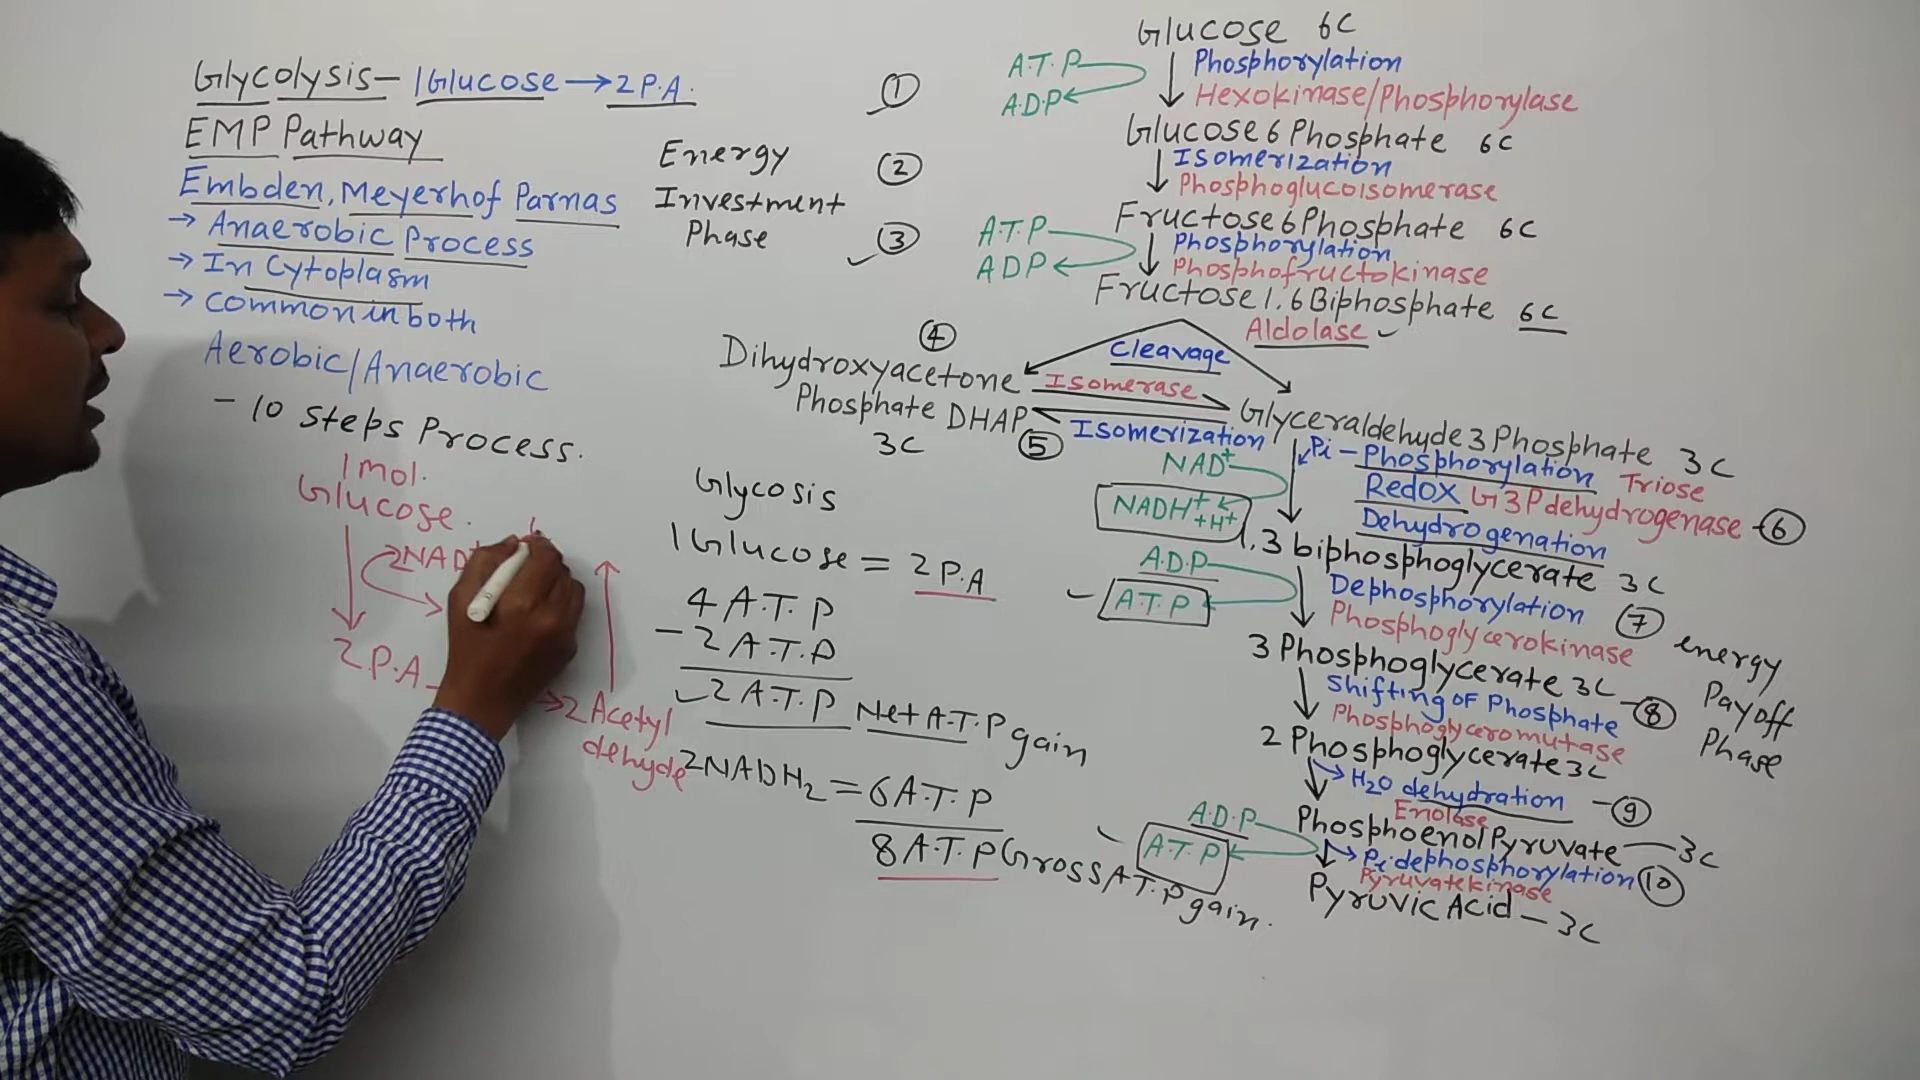 Glycolysis – 1 Glucose → 2 P.A.
EMP Pathway
Embden, Meyerhof Parnas
→ Anaerobic Process
→ In Cytoplasm
→ Common in both
Aerobic/Anaerobic
- 10 Steps Process.
1 mol.
Glucose.
2NAD
2 P.A
→ 2 Acetyl
dehyde
Energy
Investment
Phase
①
②
③
Glycosis
1 Glucose = 2 P.A
4 A.T.P
- 2 A.T.P
2 A.T.P Net A.T.P gain
2NADH2 = 6 A.T.P
8 A.T.P Gross A.T.P gain.
Glucose 6C
A.T.P
A.D.P
Phosphorylation
Hexokinase/Phosphorylase
Glucose 6 Phosphate 6C
Isomerization
Phosphoglucoisomerase
Fructose 6 Phosphate 6C
A.T.P
ADP
Phosphorylation
Phosphofructokinase
Fructose 1.6 Biphosphate 6C
Aldolase
④
Cleavage
Dihydroxyacetone
Phosphate DHAP
3C
⑤
Isomerase
Isomerization
Glyceraldehyde 3 Phosphate 3C
NAD+
NADH+ +H+
Pi – Phosphorylation Triose
Redox G3P dehydrogenase - ⑥
Dehydrogenation
1.3 biphosphoglycerate 3C
A.D.P
A.T.P
Dephosphorylation ⑦
Phosphoglycerokinase
3 Phosphoglycerate 3C
Shifting of Phosphate - ⑧
Phosphoglyceromutase
2 Phosphoglycerate 3C
H2O dehydration - ⑨
Enolase
A.D.P
A.T.P
Phosphoenol Pyruvate — 3C
Pi dephosphorylation ⑩
Pyruvatekinase
Pyruvic Acid – 3C
energy
Payoff
Phase